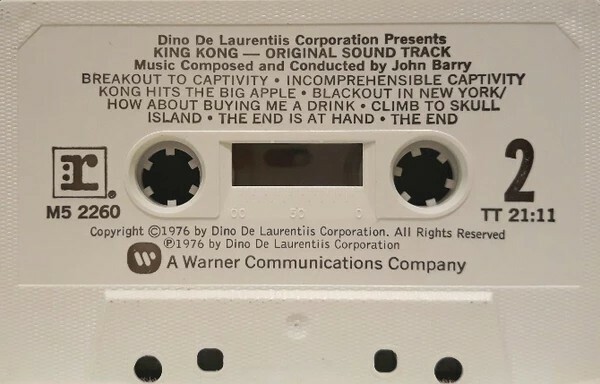 Dino De Laurentiis Corporation Presents
KING KONG — ORIGINAL SOUND TRACK
Music Composed and Conducted by John Barry
BREAKOUT TO CAPTIVITY • INCOMPREHENSIBLE CAPTIVITY
KONG HITS THE BIG APPLE • BLACKOUT IN NEW YORK/
HOW ABOUT BUYING ME A DRINK • CLIMB TO SKULL
ISLAND • THE END IS AT HAND • THE END
r
2
M5 2260
100 50 0
TT 21:11
Copyright ©1976 by Dino De Laurentiis Corporation. All Rights Reserved
℗1976 by Dino De Laurentiis Corporation
W A Warner Communications Company